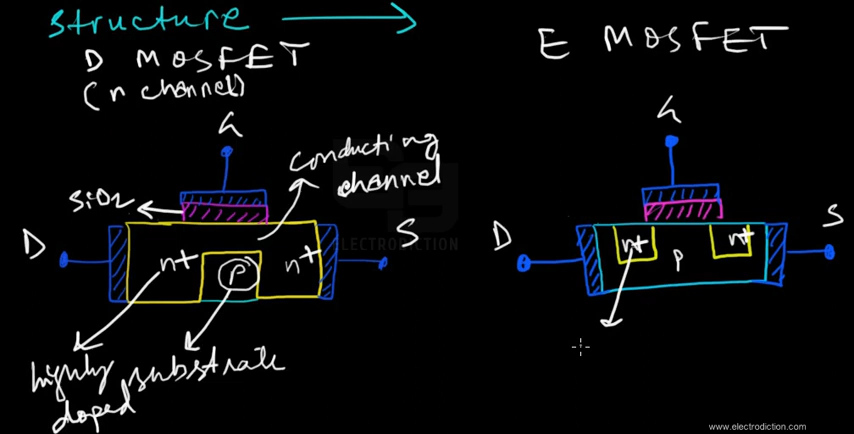 structure
D MOSFET
(n channel)
E MOSFET
G
conducting
channel
SiO2
D
n+
P
n+
S
highly
doped
substrate
G
D
n+
p
n+
S
ELECTRODICTION
www.electrodiction.com